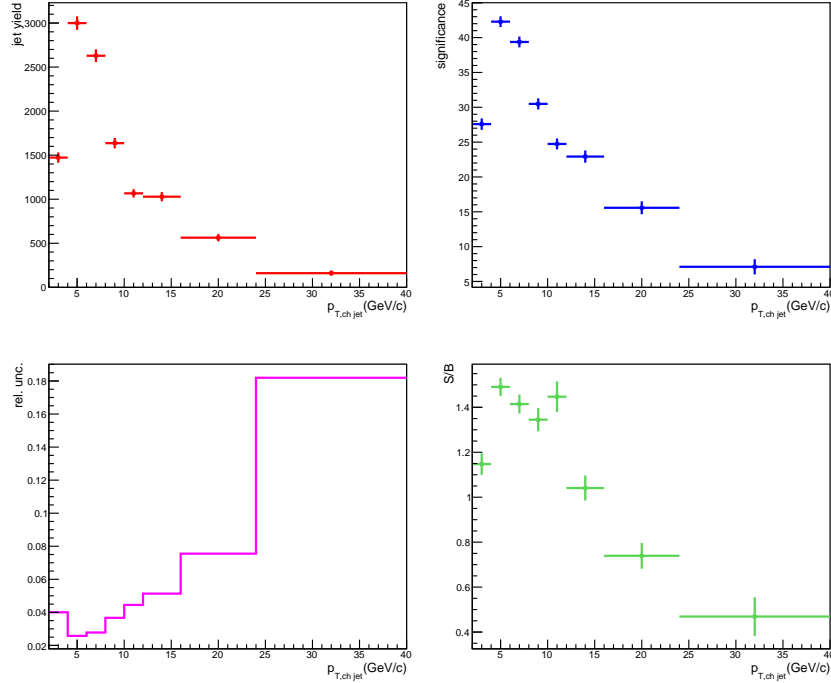 jet yield
3000
2500
2000
1500
1000
500
0
5 10 15 20 25 30 35 40
p_T,ch jet (GeV/c)
significance
45
40
35
30
25
20
15
10
5
5 10 15 20 25 30 35 40
p_T,ch jet (GeV/c)
rel. unc.
0.18
0.16
0.14
0.12
0.1
0.08
0.06
0.04
0.02
5 10 15 20 25 30 35 40
p_T,ch jet (GeV/c)
S/B
1.4
1.2
1
0.8
0.6
0.4
5 10 15 20 25 30 35 40
p_T,ch jet (GeV/c)